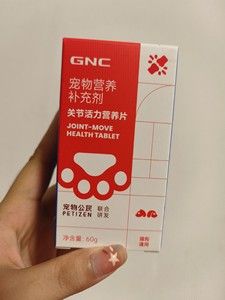 GNC
宠物营养
补充剂
关节活力营养片
JOINT-MOVE
HEALTH TABLET
宠物公民 联合
PETIZEN 研发
净含量:60g
猫狗
通用